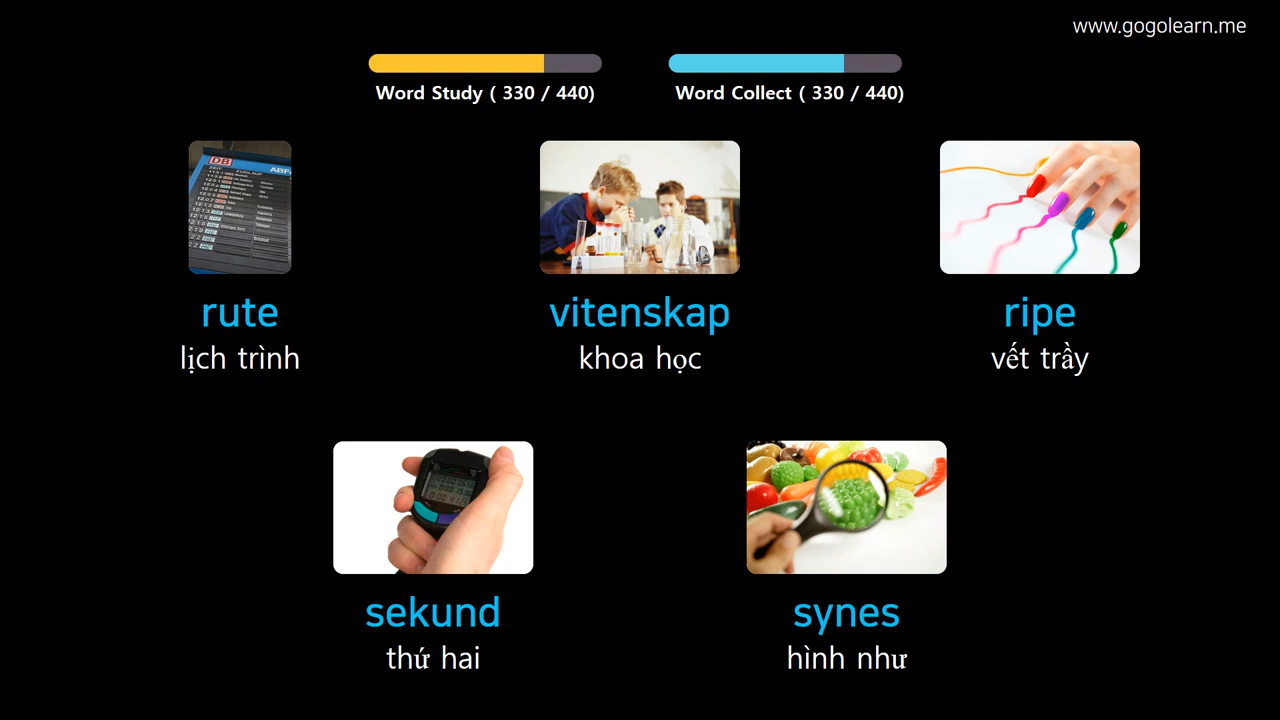 www.gogolearn.me
Word Study ( 330 / 440)
Word Collect ( 330 / 440)
DB
rute
lịch trình
vitenskap
khoa học
ripe
vết trầy
sekund
thứ hai
synes
hình như